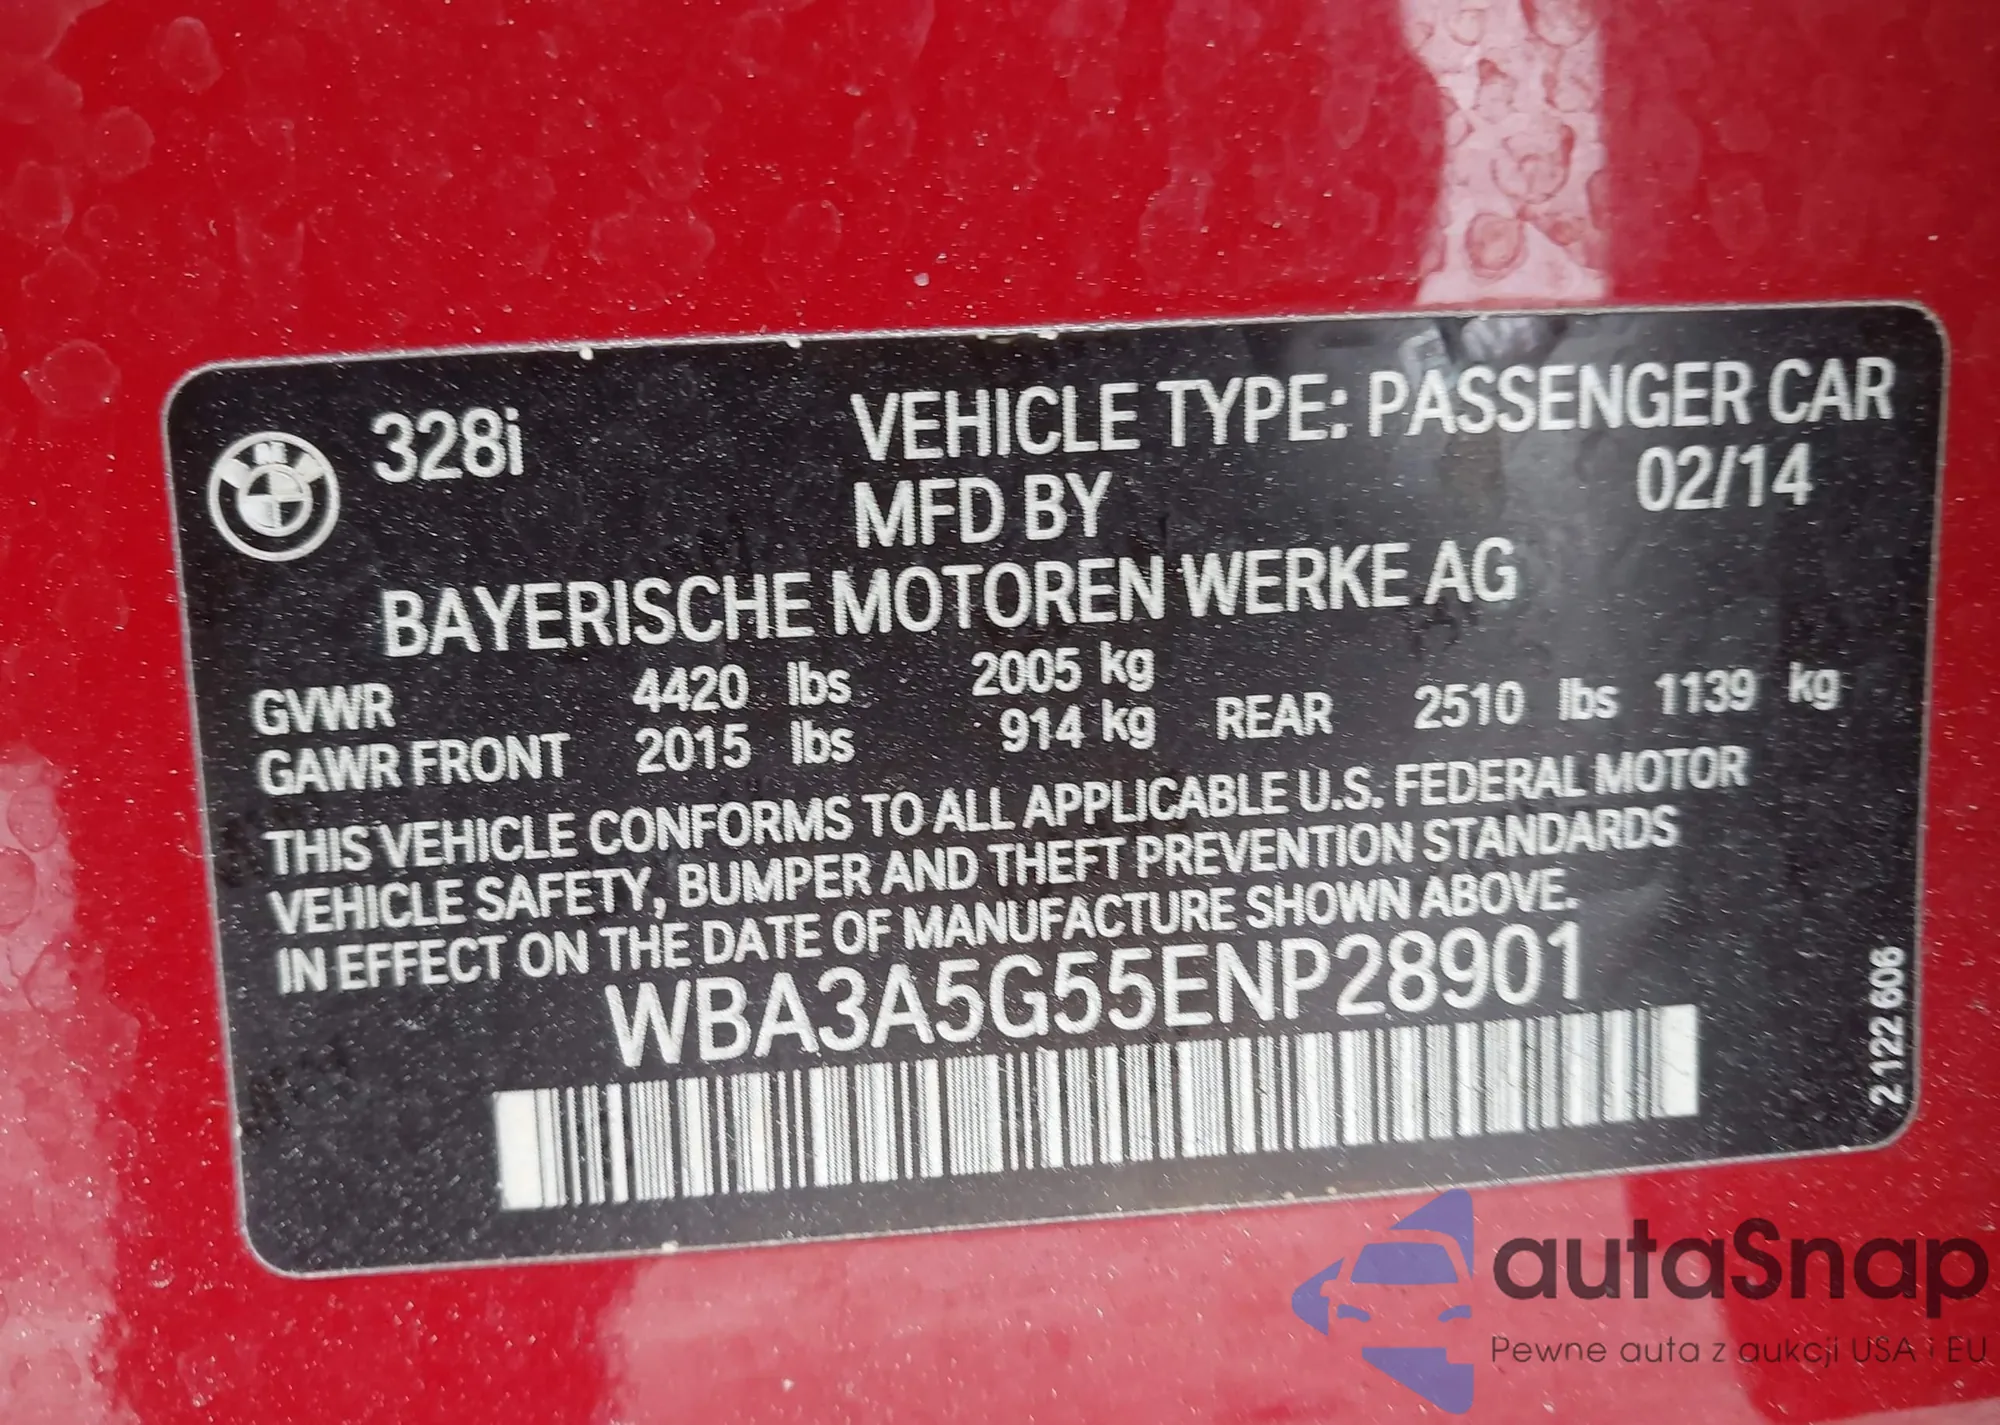 328i
VEHICLE TYPE: PASSENGER CAR
MFD BY 02/14
BAYERISCHE MOTOREN WERKE AG
GVWR 4420 lbs 2005 kg
GAWR FRONT 2015 lbs 914 kg REAR 2510 lbs 1139 kg
THIS VEHICLE CONFORMS TO ALL APPLICABLE U.S. FEDERAL MOTOR
VEHICLE SAFETY, BUMPER AND THEFT PREVENTION STANDARDS
IN EFFECT ON THE DATE OF MANUFACTURE SHOWN ABOVE.
WBA3A5G55ENP28901
2 122 606
autaSnap
Pewne auta z aukcji USA i EU